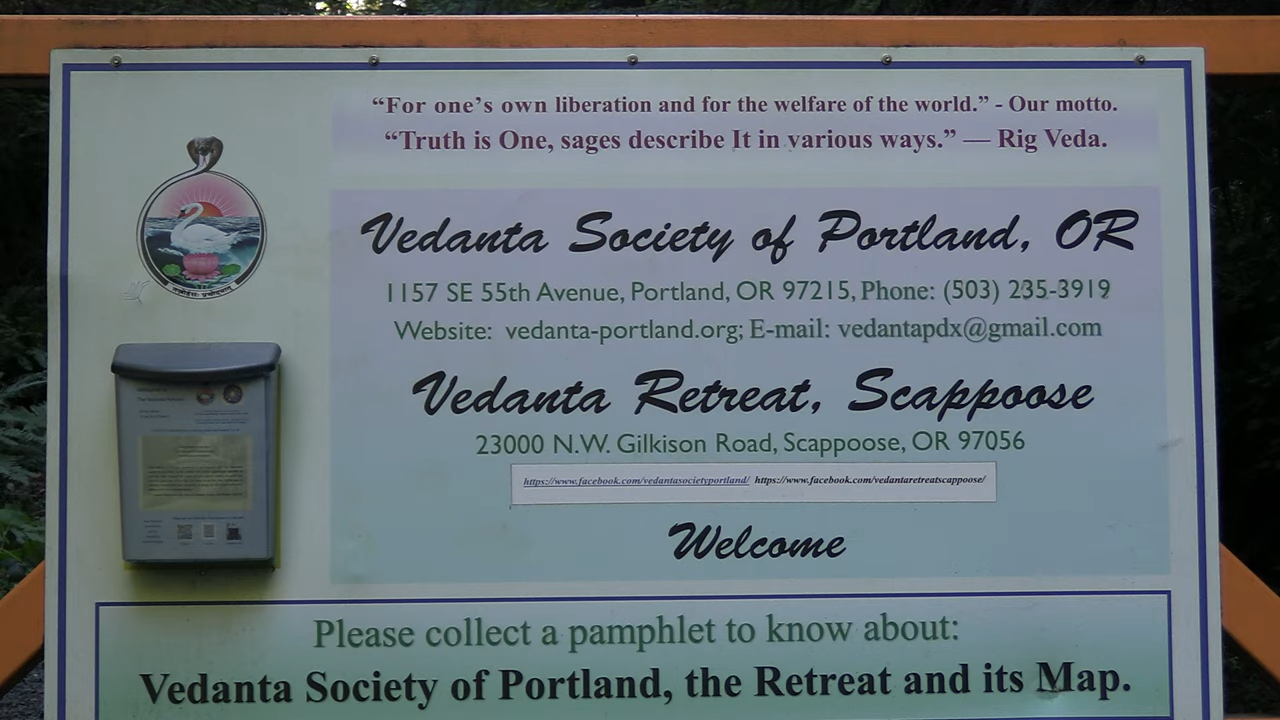 “For one’s own liberation and for the welfare of the world.” - Our motto.
“Truth is One, sages describe It in various ways.” — Rig Veda.
Vedanta Society of Portland, OR
1157 SE 55th Avenue, Portland, OR 97215, Phone: (503) 235-3919
Website: vedanta-portland.org; E-mail: vedantapdx@gmail.com
Vedanta Retreat, Scappoose
23000 N.W. Gilkison Road, Scappoose, OR 97056
https://www.facebook.com/vedantasocietyportland/ https://www.facebook.com/vedantaretreatscappoose/
Welcome
Please collect a pamphlet to know about:
Vedanta Society of Portland, the Retreat and its Map.